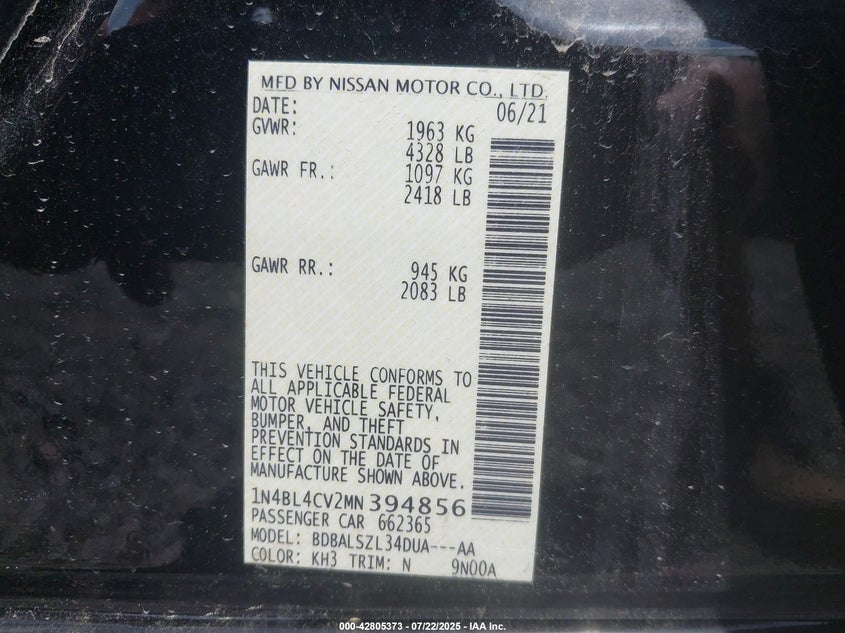 MFD BY NISSAN MOTOR CO., LTD.
DATE: 06/21
GVWR: 1963 KG
4328 LB
GAWR FR.: 1097 KG
2418 LB
GAWR RR.: 945 KG
2083 LB
THIS VEHICLE CONFORMS TO
ALL APPLICABLE FEDERAL
MOTOR VEHICLE SAFETY,
BUMPER, AND THEFT
PREVENTION STANDARDS IN
EFFECT ON THE DATE OF
MANUFACTURE SHOWN ABOVE.
1N4BL4CV2MN394856
PASSENGER CAR 662365
MODEL: BDBALSZL34DUA---AA
COLOR: KH3 TRIM: N 9N00A
000-42805373 - 07/22/2025 - IAA Inc.